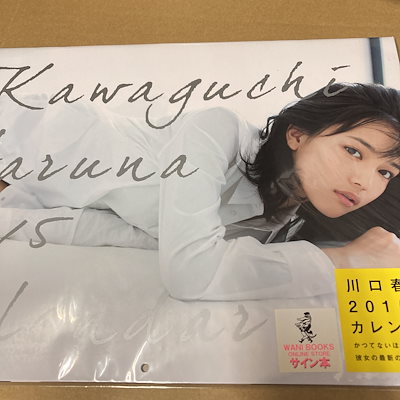 Kawaguchi
aruna
15
川口春
201
カレン
かつてないほ
彼女の最新の
WANI BOOKS
ONLINE STORE
サイン本